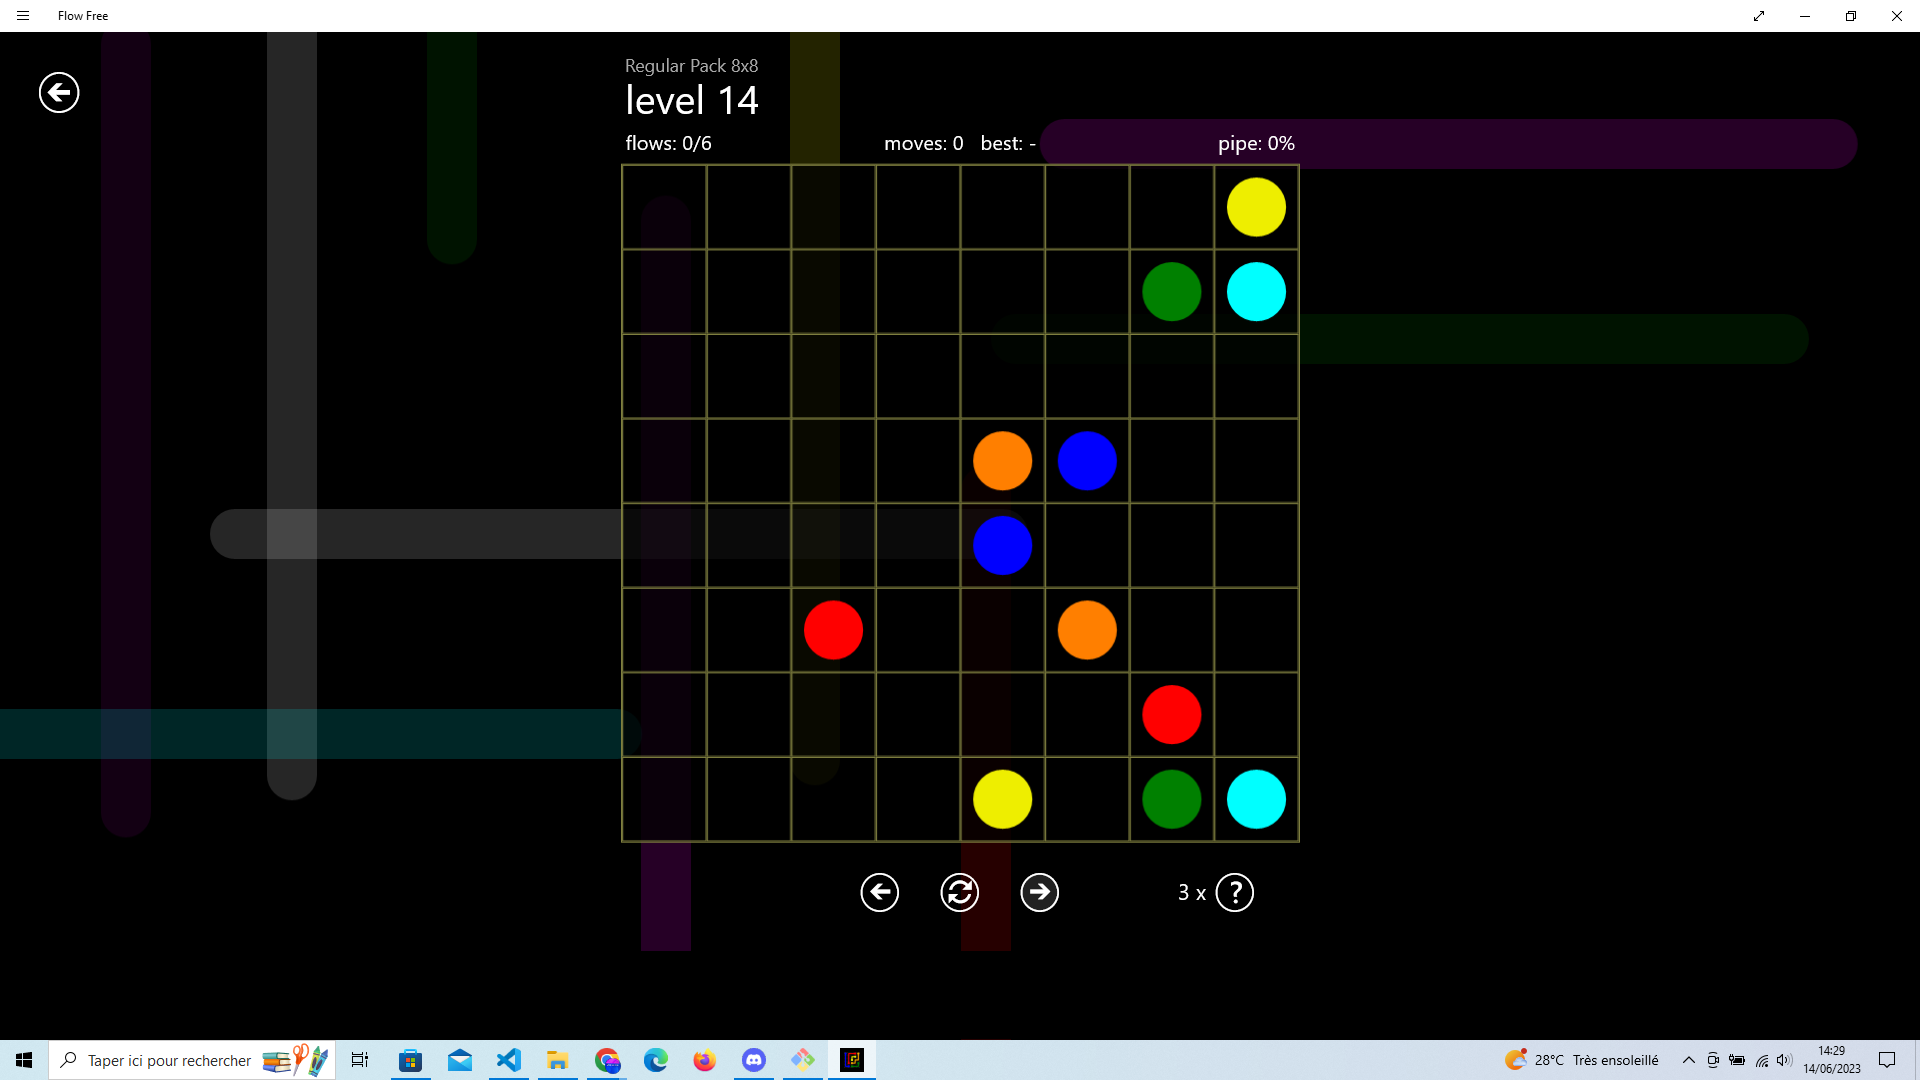 Flow Free
Regular Pack 8x8
level 14
flows: 0/6 moves: 0 best: - pipe: 0%
3 x ?
Taper ici pour rechercher
28°C Très ensoleillé
14:29
14/06/2023